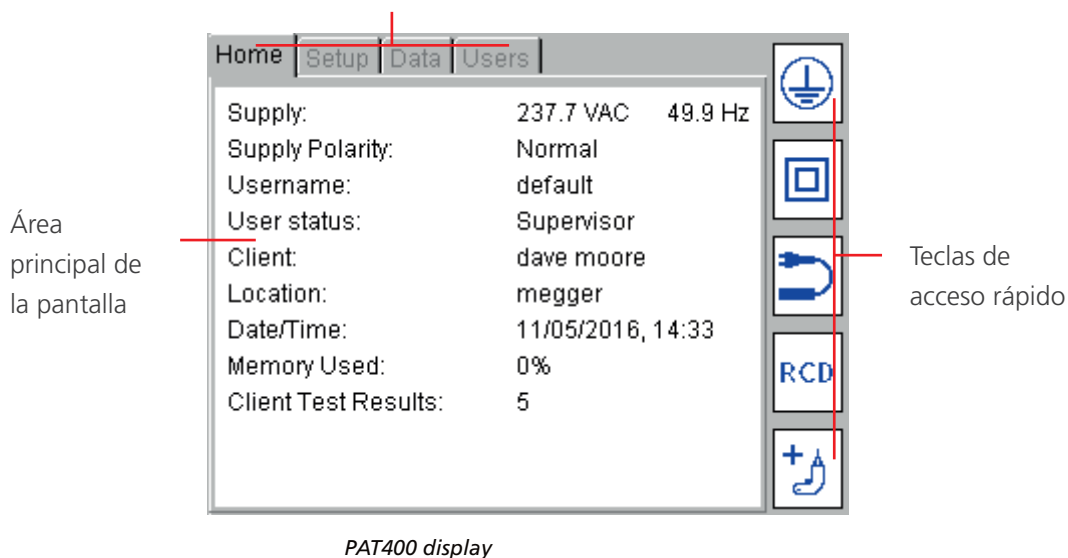 Home Setup Data Users
Supply: 237.7 VAC 49.9 Hz
Supply Polarity: Normal
Username: default
User status: Supervisor
Client: dave moore
Location: megger
Date/Time: 11/05/2016, 14:33
Memory Used: 0%
Client Test Results: 5
RCD
Área
principal de
la pantalla
Teclas de
acceso rápido
PAT400 display